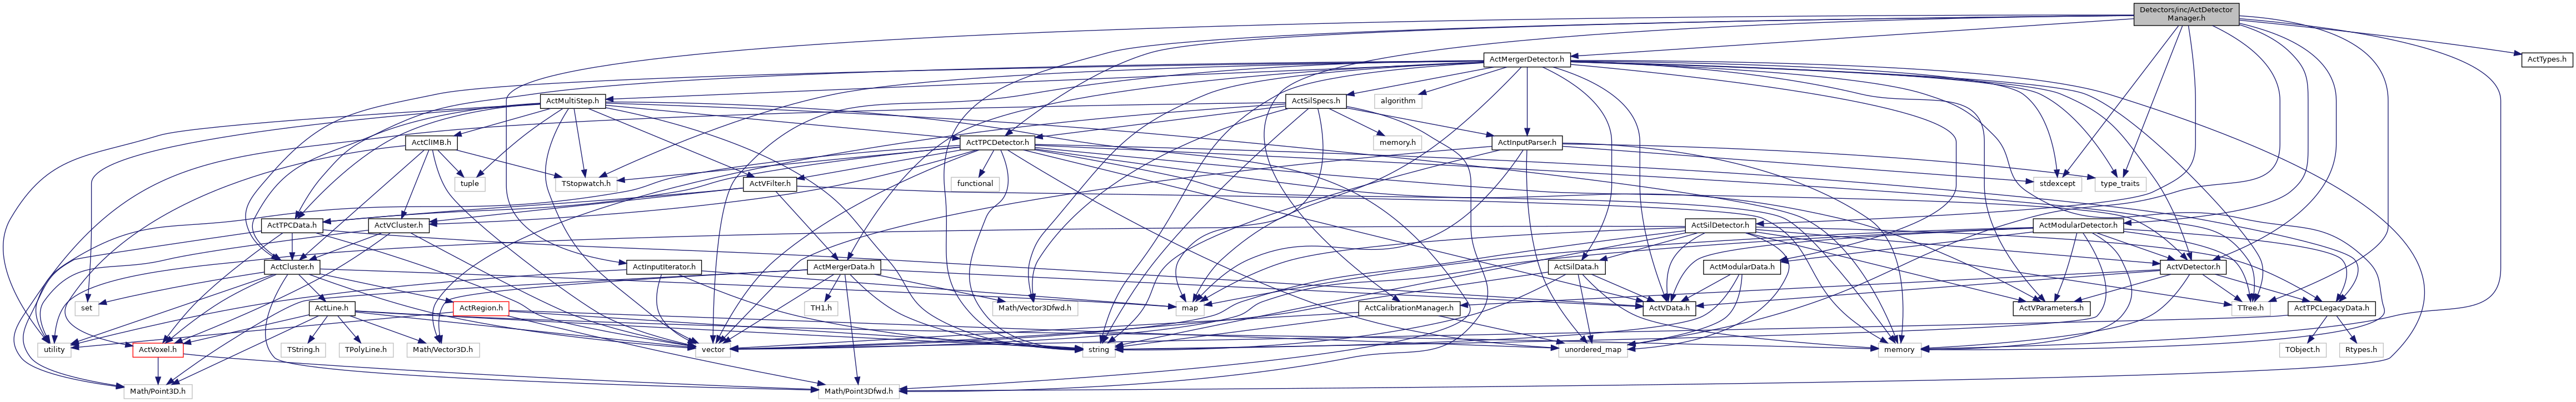 Detectors/inc/ActDetector
Manager.h
ActMergerDetector.h
ActTypes.h
ActMultiStep.h
ActSilSpecs.h
algorithm
ActClIMB.h
ActTPCDetector.h
memory.h
ActInputParser.h
tuple
TStopwatch.h
ActVFilter.h
functional
stdexcept
type_traits
ActTPCData.h
ActVCluster.h
ActSilDetector.h
ActModularDetector.h
ActCluster.h
ActInputIterator.h
ActMergerData.h
ActSilData.h
ActModularData.h
ActVDetector.h
set
ActLine.h
ActRegion.h
TH1.h
Math/Vector3Dfwd.h
map
ActCalibrationManager.h
ActVData.h
ActVParameters.h
TTree.h
ActTPCLegacyData.h
utility
ActVoxel.h
TString.h
TPolyLine.h
Math/Vector3D.h
vector
string
unordered_map
memory
TObject.h
Rtypes.h
Math/Point3D.h
Math/Point3Dfwd.h